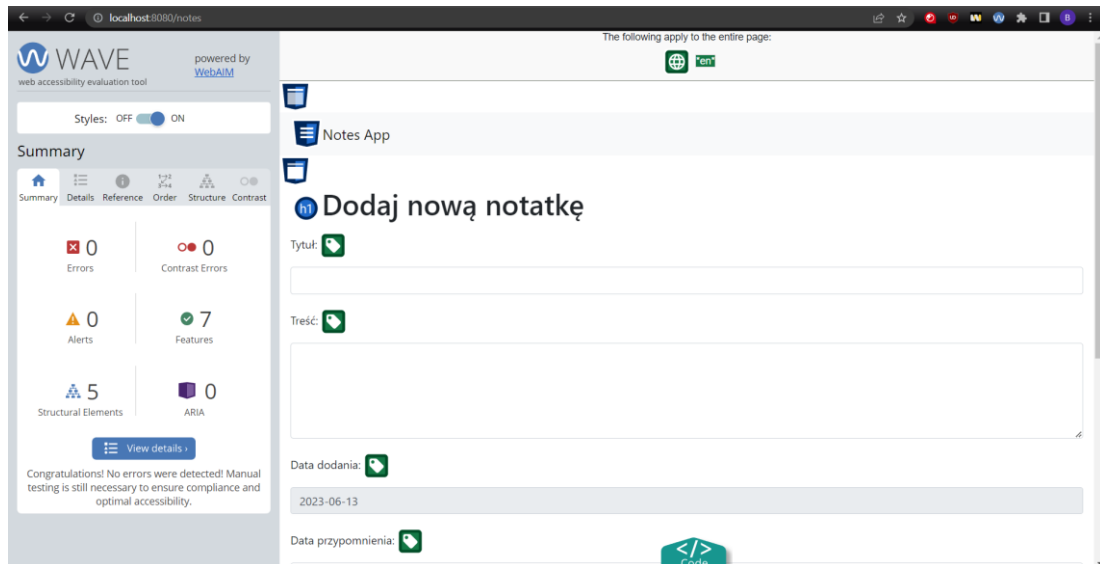 localhost:8080/notes
WAVE
web accessibility evaluation tool
powered by
WebAIM
Styles: OFF ON
Summary
Summary Details Reference Order Structure Contrast
0
Errors
0
Contrast Errors
0
Alerts
7
Features
5
Structural Elements
0
ARIA
View details ›
Congratulations! No errors were detected! Manual
testing is still necessary to ensure compliance and
optimal accessibility.
The following apply to the entire page:
"en"
Notes App
h1 Dodaj nową notatkę
Tytuł:
Treść:
Data dodania:
2023-06-13
Data przypomnienia:
</>
Code